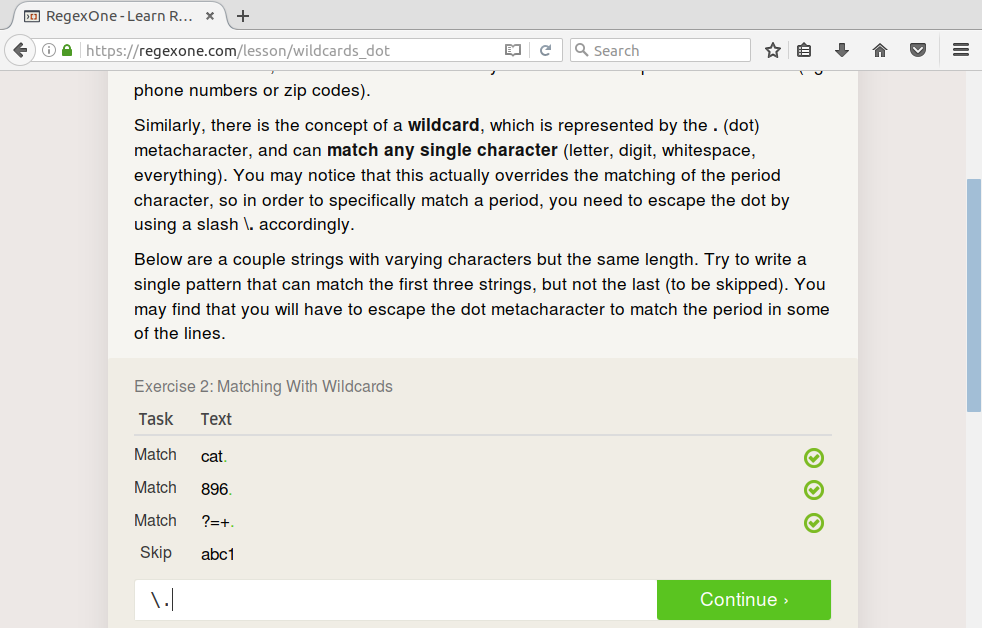 RegexOne - Learn R...
https://regexone.com/lesson/wildcards_dot
Search
phone numbers or zip codes).
Similarly, there is the concept of a wildcard, which is represented by the . (dot)
metacharacter, and can match any single character (letter, digit, whitespace,
everything). You may notice that this actually overrides the matching of the period
character, so in order to specifically match a period, you need to escape the dot by
using a slash \. accordingly.
Below are a couple strings with varying characters but the same length. Try to write a
single pattern that can match the first three strings, but not the last (to be skipped). You
may find that you will have to escape the dot metacharacter to match the period in some
of the lines.
Exercise 2: Matching With Wildcards
Task Text
Match cat.
Match 896.
Match ?=+.
Skip abc1
\. Continue ›